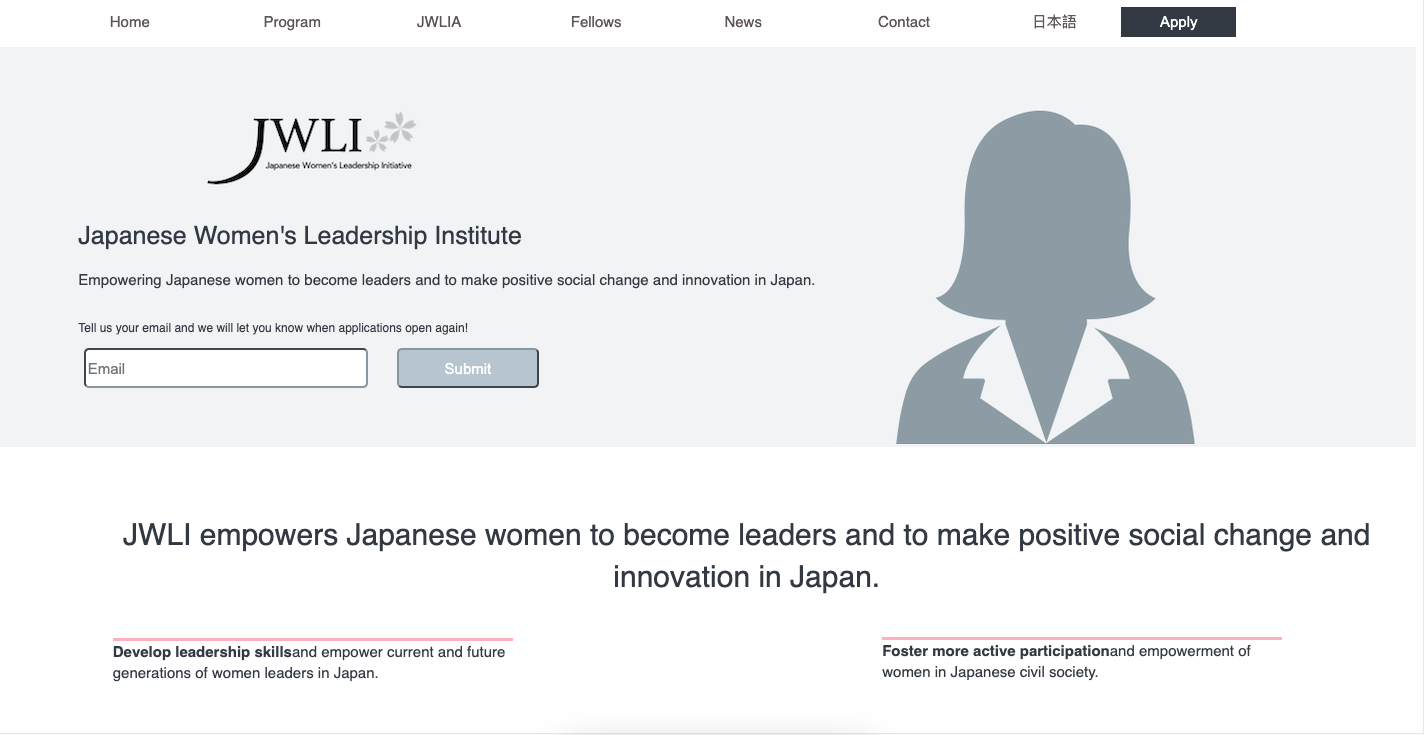 Home Program JWLIA Fellows News Contact 日本語 Apply
JWLI
Japanese Women's Leadership Initiative
Japanese Women's Leadership Institute
Empowering Japanese women to become leaders and to make positive social change and innovation in Japan.
Tell us your email and we will let you know when applications open again!
Email Submit
JWLI empowers Japanese women to become leaders and to make positive social change and
innovation in Japan.
Develop leadership skillsand empower current and future
generations of women leaders in Japan.
Foster more active participationand empowerment of
women in Japanese civil society.